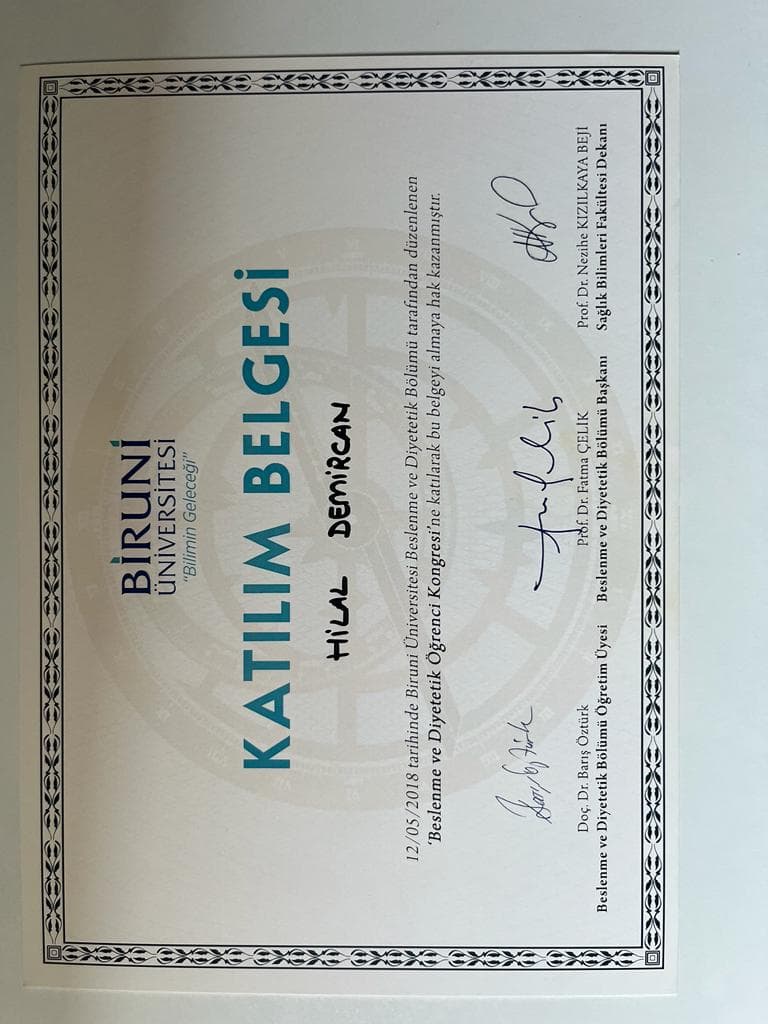 BİRUNİ
ÜNİVERSİTESİ
"Bilimin Geleceği"
KATILIM BELGESİ
HİLAL DEMİRCAN
12/05/2018 tarihinde Biruni Üniversitesi Beslenme ve Diyetetik Bölümü tarafından düzenlenen
'Beslenme ve Diyetetik Öğrenci Kongresi'ne katılarak bu belgeyi almaya hak kazanmıştır.
Doç. Dr. Barış Öztürk
Beslenme ve Diyetetik Bölümü Öğretim Üyesi
Prof. Dr. Fatma ÇELİK
Beslenme ve Diyetetik Bölümü Başkanı
Prof. Dr. Nezihe KIZILKAYA BEJİ
Sağlık Bilimleri Fakültesi Dekanı